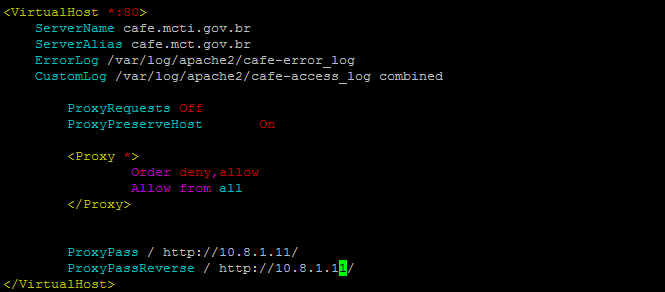 <VirtualHost *:80>
ServerName cafe.mcti.gov.br
ServerAlias cafe.mct.gov.br
ErrorLog /var/log/apache2/cafe-error_log
CustomLog /var/log/apache2/cafe-access_log combined
ProxyRequests Off
ProxyPreserveHost On
<Proxy *>
Order deny,allow
Allow from all
</Proxy>
ProxyPass / http://10.8.1.11/
ProxyPassReverse / http://10.8.1.11/
</VirtualHost>